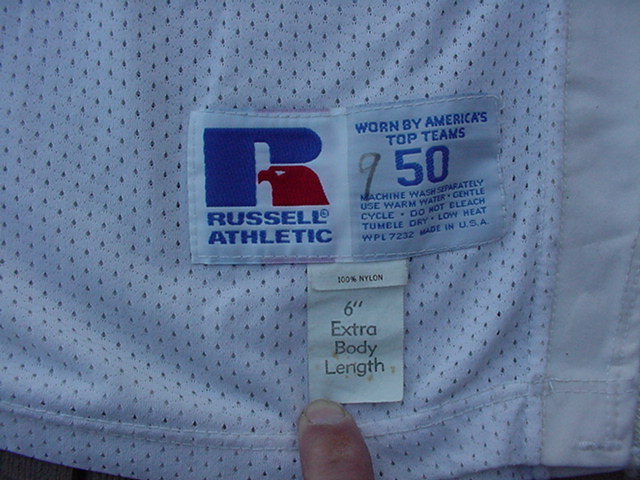 RUSSELL®
ATHLETIC
WORN BY AMERICA'S
TOP TEAMS
9 50
MACHINE WASH SEPARATELY
USE WARM WATER • GENTLE
CYCLE • DO NOT BLEACH
TUMBLE DRY • LOW HEAT
WPL 7232 MADE IN U.S.A.
100% NYLON
6"
Extra
Body
Length